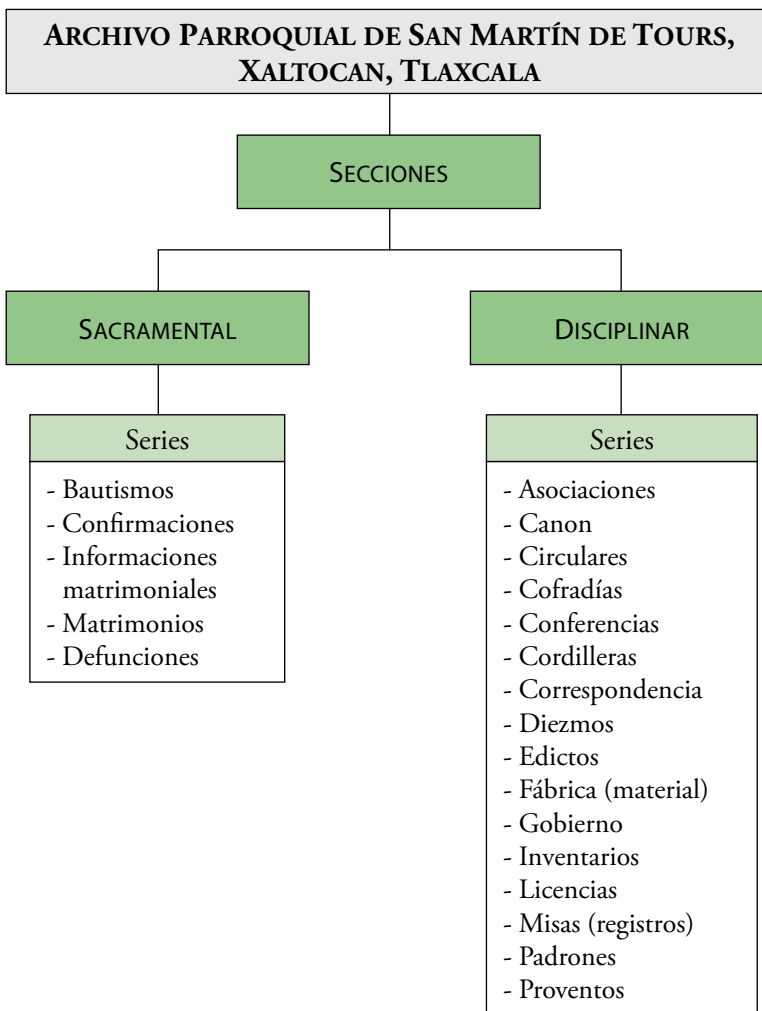 ARCHIVO PARROQUIAL DE SAN MARTÍN DE TOURS,
XALTOCAN, TLAXCALA
SECCIONES
SACRAMENTAL
Series
- Bautismos
- Confirmaciones
- Informaciones
matrimoniales
- Matrimonios
- Defunciones
DISCIPLINAR
Series
- Asociaciones
- Canon
- Circulares
- Cofradías
- Conferencias
- Cordilleras
- Correspondencia
- Diezmos
- Edictos
- Fábrica (material)
- Gobierno
- Inventarios
- Licencias
- Misas (registros)
- Padrones
- Proventos